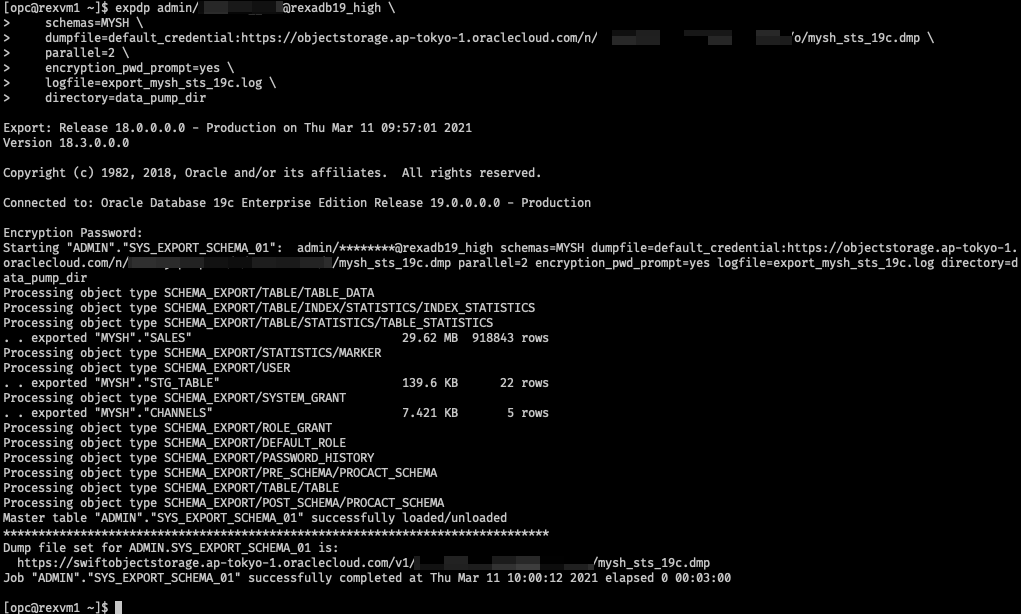 [opc@rexvm1 ~]$ expdp admin/ @rexadb19_high \
>     schemas=MYSH \
>     dumpfile=default_credential:https://objectstorage.ap-tokyo-1.oraclecloud.com/n/ /o/mysh_sts_19c.dmp \
>     parallel=2 \
>     encryption_pwd_prompt=yes \
>     logfile=export_mysh_sts_19c.log \
>     directory=data_pump_dir
Export: Release 18.0.0.0.0 - Production on Thu Mar 11 09:57:01 2021
Version 18.3.0.0.0
Copyright (c) 1982, 2018, Oracle and/or its affiliates.  All rights reserved.
Connected to: Oracle Database 19c Enterprise Edition Release 19.0.0.0.0 - Production
Encryption Password:
Starting "ADMIN"."SYS_EXPORT_SCHEMA_01":  admin/********@rexadb19_high schemas=MYSH dumpfile=default_credential:https://objectstorage.ap-tokyo-1.
oraclecloud.com/n/ /mysh_sts_19c.dmp parallel=2 encryption_pwd_prompt=yes logfile=export_mysh_sts_19c.log directory=d
ata_pump_dir
Processing object type SCHEMA_EXPORT/TABLE/TABLE_DATA
Processing object type SCHEMA_EXPORT/TABLE/INDEX/STATISTICS/INDEX_STATISTICS
Processing object type SCHEMA_EXPORT/TABLE/STATISTICS/TABLE_STATISTICS
. . exported "MYSH"."SALES"                              29.62 MB  918843 rows
Processing object type SCHEMA_EXPORT/STATISTICS/MARKER
Processing object type SCHEMA_EXPORT/USER
. . exported "MYSH"."STG_TABLE"                          139.6 KB      22 rows
Processing object type SCHEMA_EXPORT/SYSTEM_GRANT
. . exported "MYSH"."CHANNELS"                           7.421 KB       5 rows
Processing object type SCHEMA_EXPORT/ROLE_GRANT
Processing object type SCHEMA_EXPORT/DEFAULT_ROLE
Processing object type SCHEMA_EXPORT/PASSWORD_HISTORY
Processing object type SCHEMA_EXPORT/PRE_SCHEMA/PROCACT_SCHEMA
Processing object type SCHEMA_EXPORT/TABLE/TABLE
Processing object type SCHEMA_EXPORT/POST_SCHEMA/PROCACT_SCHEMA
Master table "ADMIN"."SYS_EXPORT_SCHEMA_01" successfully loaded/unloaded
******************************************************************************
Dump file set for ADMIN.SYS_EXPORT_SCHEMA_01 is:
  https://swiftobjectstorage.ap-tokyo-1.oraclecloud.com/v1/ /mysh_sts_19c.dmp
Job "ADMIN"."SYS_EXPORT_SCHEMA_01" successfully completed at Thu Mar 11 10:00:12 2021 elapsed 0 00:03:00
[opc@rexvm1 ~]$